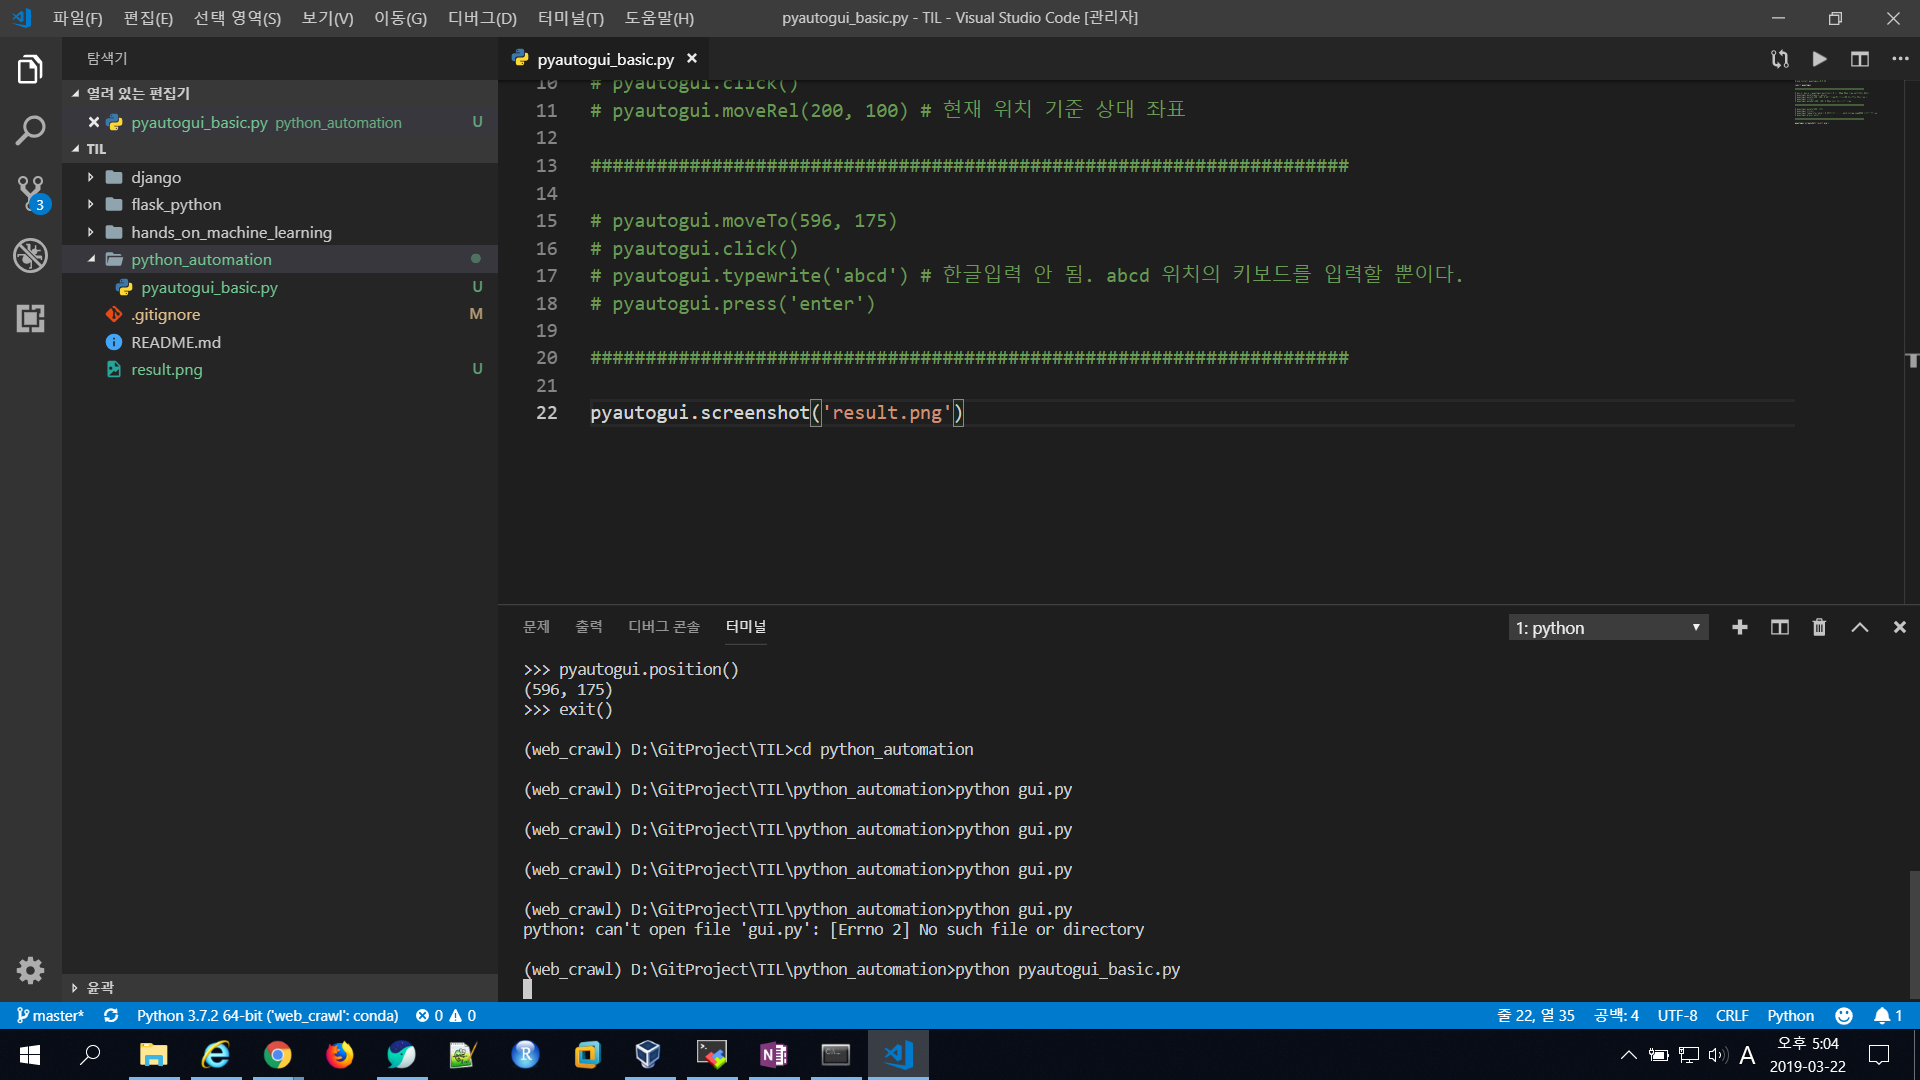 파일(F) 편집(E) 선택 영역(S) 보기(V) 이동(G) 디버그(D) 터미널(T) 도움말(H)
pyautogui_basic.py - TIL - Visual Studio Code [관리자]
탐색기
열려 있는 편집기
pyautogui_basic.py python_automation U
TIL
django
flask_python
hands_on_machine_learning
python_automation
pyautogui_basic.py U
.gitignore M
README.md
result.png U
윤곽
3
pyautogui_basic.py
10 # pyautogui.click()
11 # pyautogui.moveRel(200, 100) # 현재 위치 기준 상대 좌표
12
13 #####################################################################
14
15 # pyautogui.moveTo(596, 175)
16 # pyautogui.click()
17 # pyautogui.typewrite('abcd') # 한글입력 안 됨. abcd 위치의 키보드를 입력할 뿐이다.
18 # pyautogui.press('enter')
19
20 #####################################################################
21
22 pyautogui.screenshot('result.png')
문제 출력 디버그 콘솔 터미널
1: python
>>> pyautogui.position()
(596, 175)
>>> exit()
(web_crawl) D:\GitProject\TIL>cd python_automation
(web_crawl) D:\GitProject\TIL\python_automation>python gui.py
(web_crawl) D:\GitProject\TIL\python_automation>python gui.py
(web_crawl) D:\GitProject\TIL\python_automation>python gui.py
(web_crawl) D:\GitProject\TIL\python_automation>python gui.py
python: can't open file 'gui.py': [Errno 2] No such file or directory
(web_crawl) D:\GitProject\TIL\python_automation>python pyautogui_basic.py
master* Python 3.7.2 64-bit ('web_crawl': conda) 0 0
줄 22, 열 35 공백: 4 UTF-8 CRLF Python 1
A
오후 5:04
2019-03-22